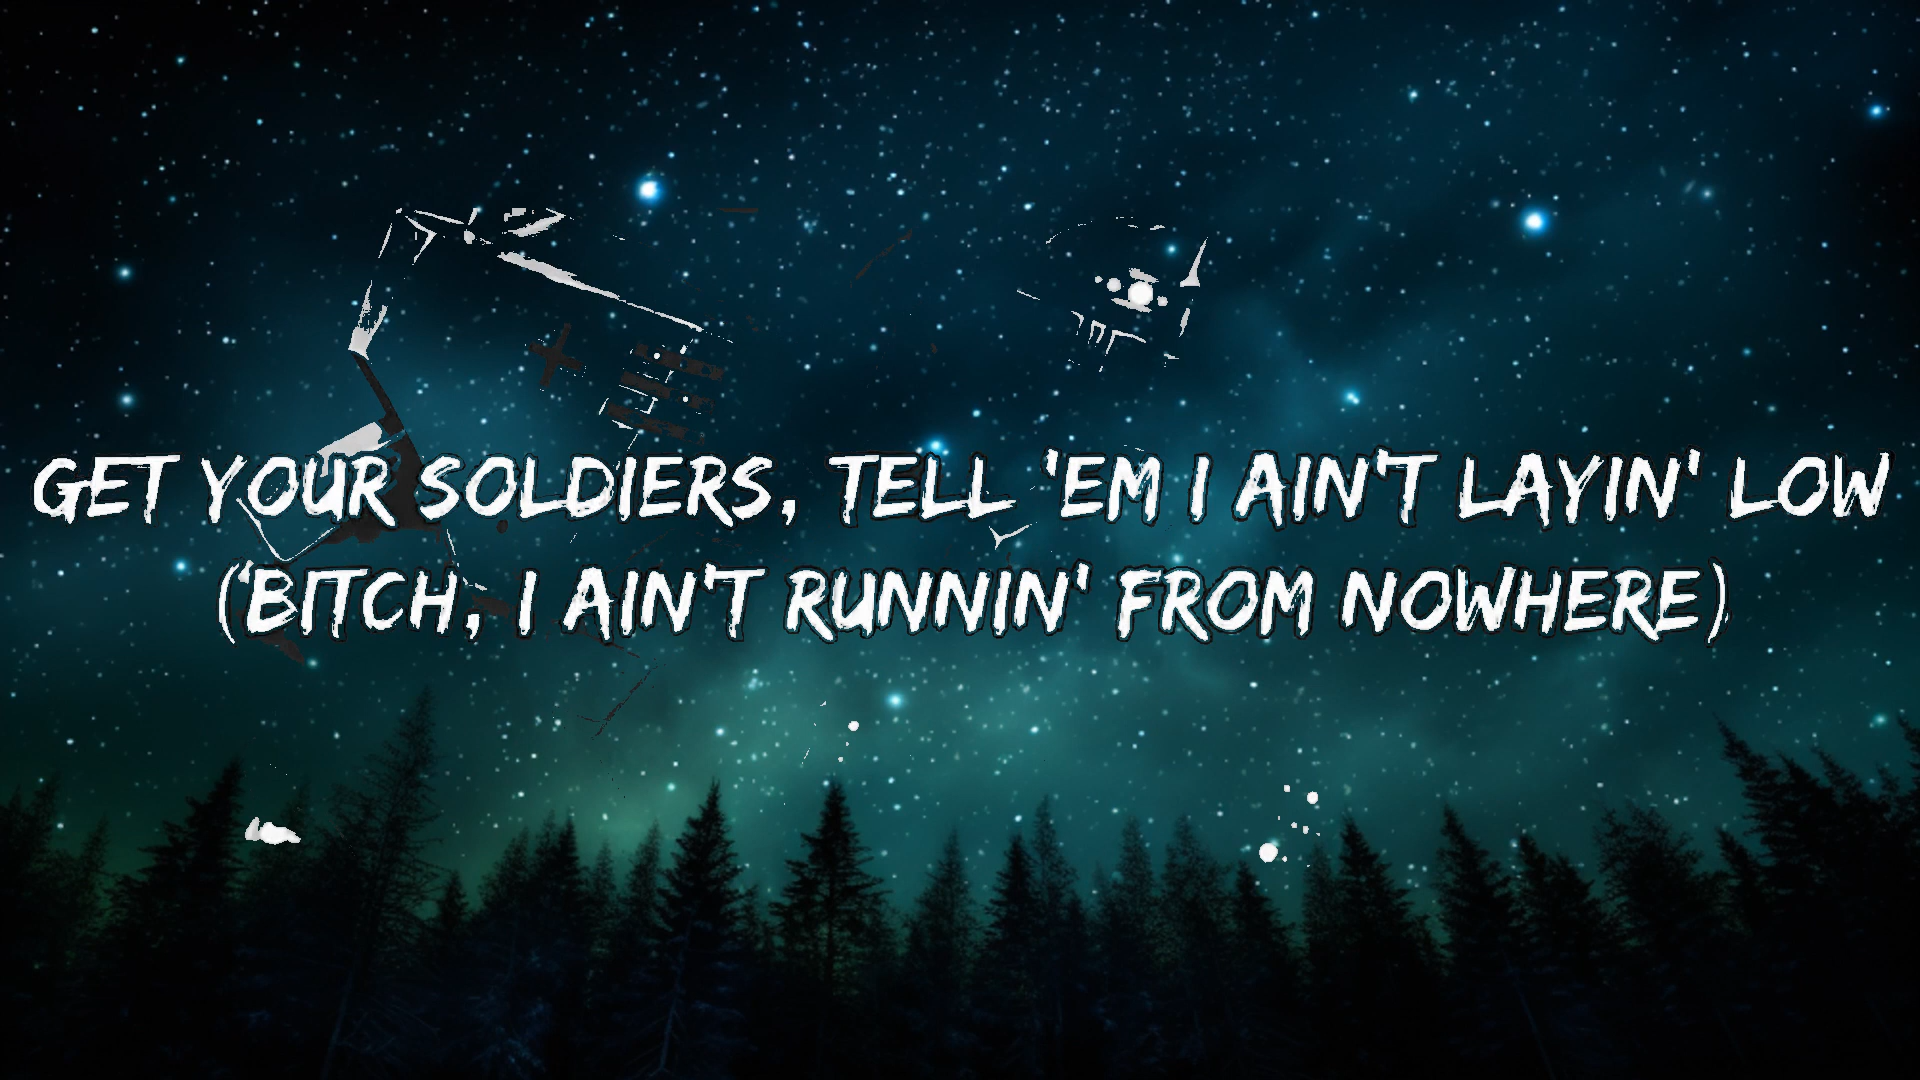 GET YOUR SOLDIERS, TELL 'EM I AIN'T LAYIN' LOW
('BITCH, I AIN'T RUNNIN' FROM NOWHERE)